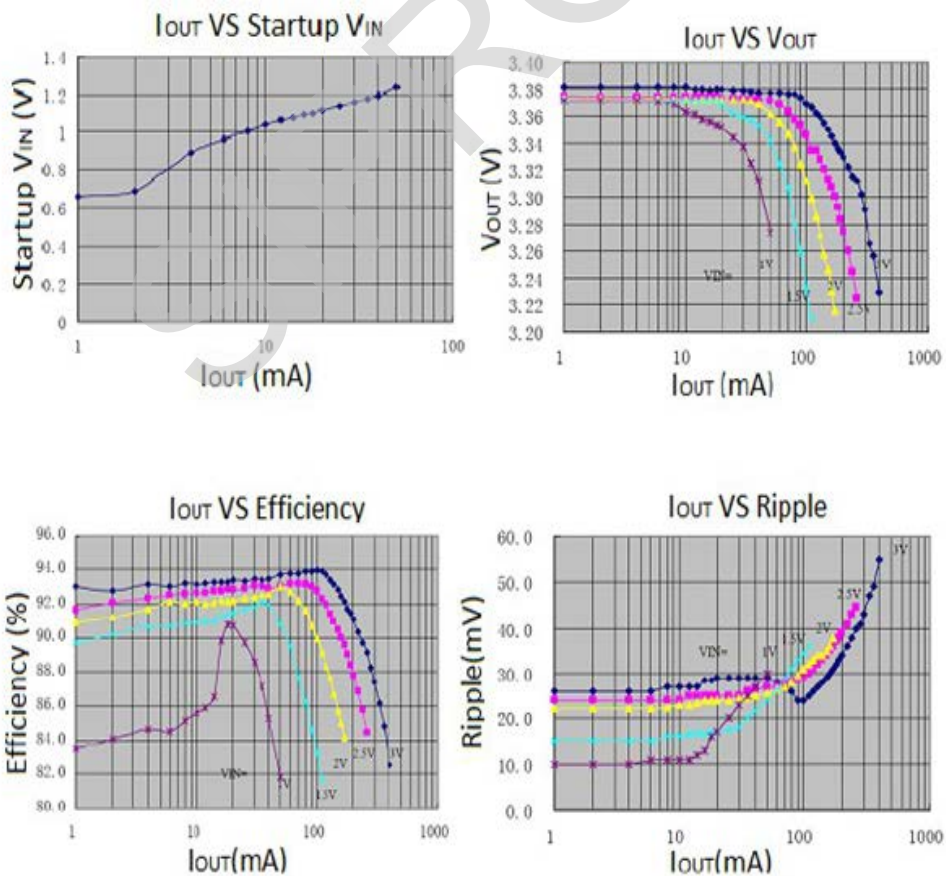 IOUT VS Startup VIN
Startup VIN (V)
1.4
1.2
1
0.8
0.6
0.4
0.2
0
1
10
100
IOUT (mA)
IOUT VS VOUT
VOUT (V)
3.40
3.38
3.36
3.34
3.32
3.30
3.28
3.26
3.24
3.22
3.20
VIN=
1V
1.5V
2V
2.5V
3V
1
10
100
1000
IOUT (mA)
IOUT VS Efficiency
Efficiency (%)
96.0
94.0
92.0
90.0
88.0
86.0
84.0
82.0
80.0
VIN=
1V
15V
2V
2.5V
3V
1
10
100
1000
IOUT(mA)
IOUT VS Ripple
Ripple(mV)
60.0
50.0
40.0
30.0
20.0
10.0
0.0
VIN=
1V
1.5V
2V
2.5V
3V
1
10
100
1000
IOUT(mA)